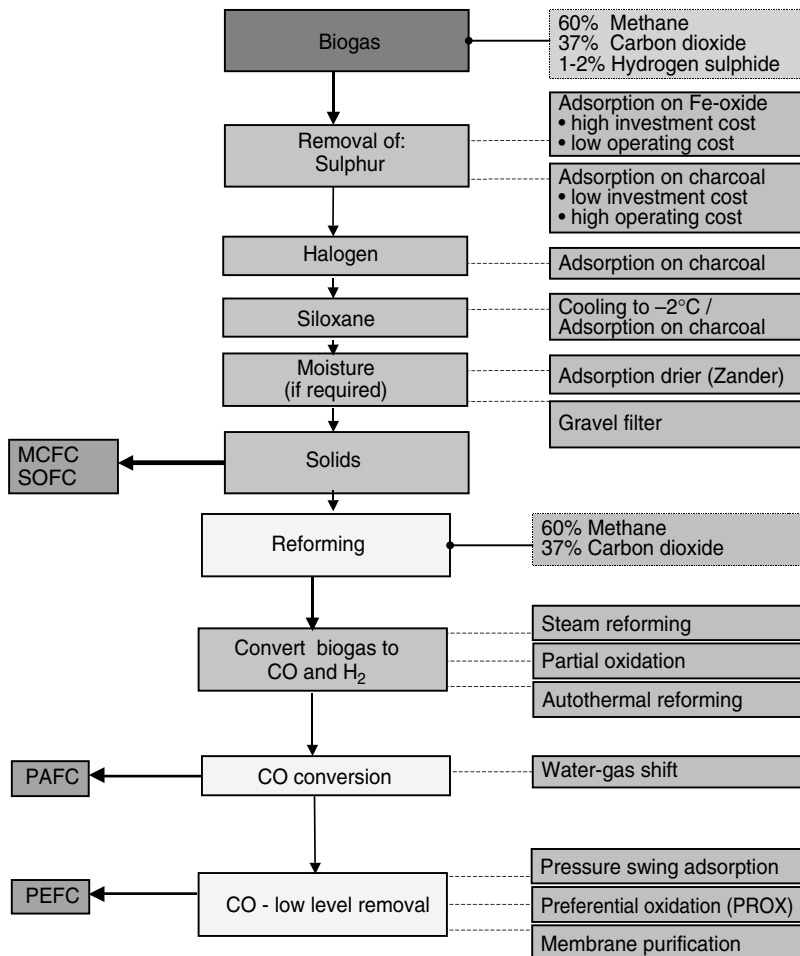 Biogas
60% Methane
37% Carbon dioxide
1-2% Hydrogen sulphide
Removal of:
Sulphur
Adsorption on Fe-oxide
• high investment cost
• low operating cost
Adsorption on charcoal
• low investment cost
• high operating cost
Halogen
Adsorption on charcoal
Siloxane
Cooling to –2°C /
Adsorption on charcoal
Moisture
(if required)
Adsorption drier (Zander)
Gravel filter
MCFC
SOFC
Solids
Reforming
60% Methane
37% Carbon dioxide
Convert biogas to
CO and H2
Steam reforming
Partial oxidation
Autothermal reforming
PAFC
CO conversion
Water-gas shift
PEFC
CO - low level removal
Pressure swing adsorption
Preferential oxidation (PROX)
Membrane purification